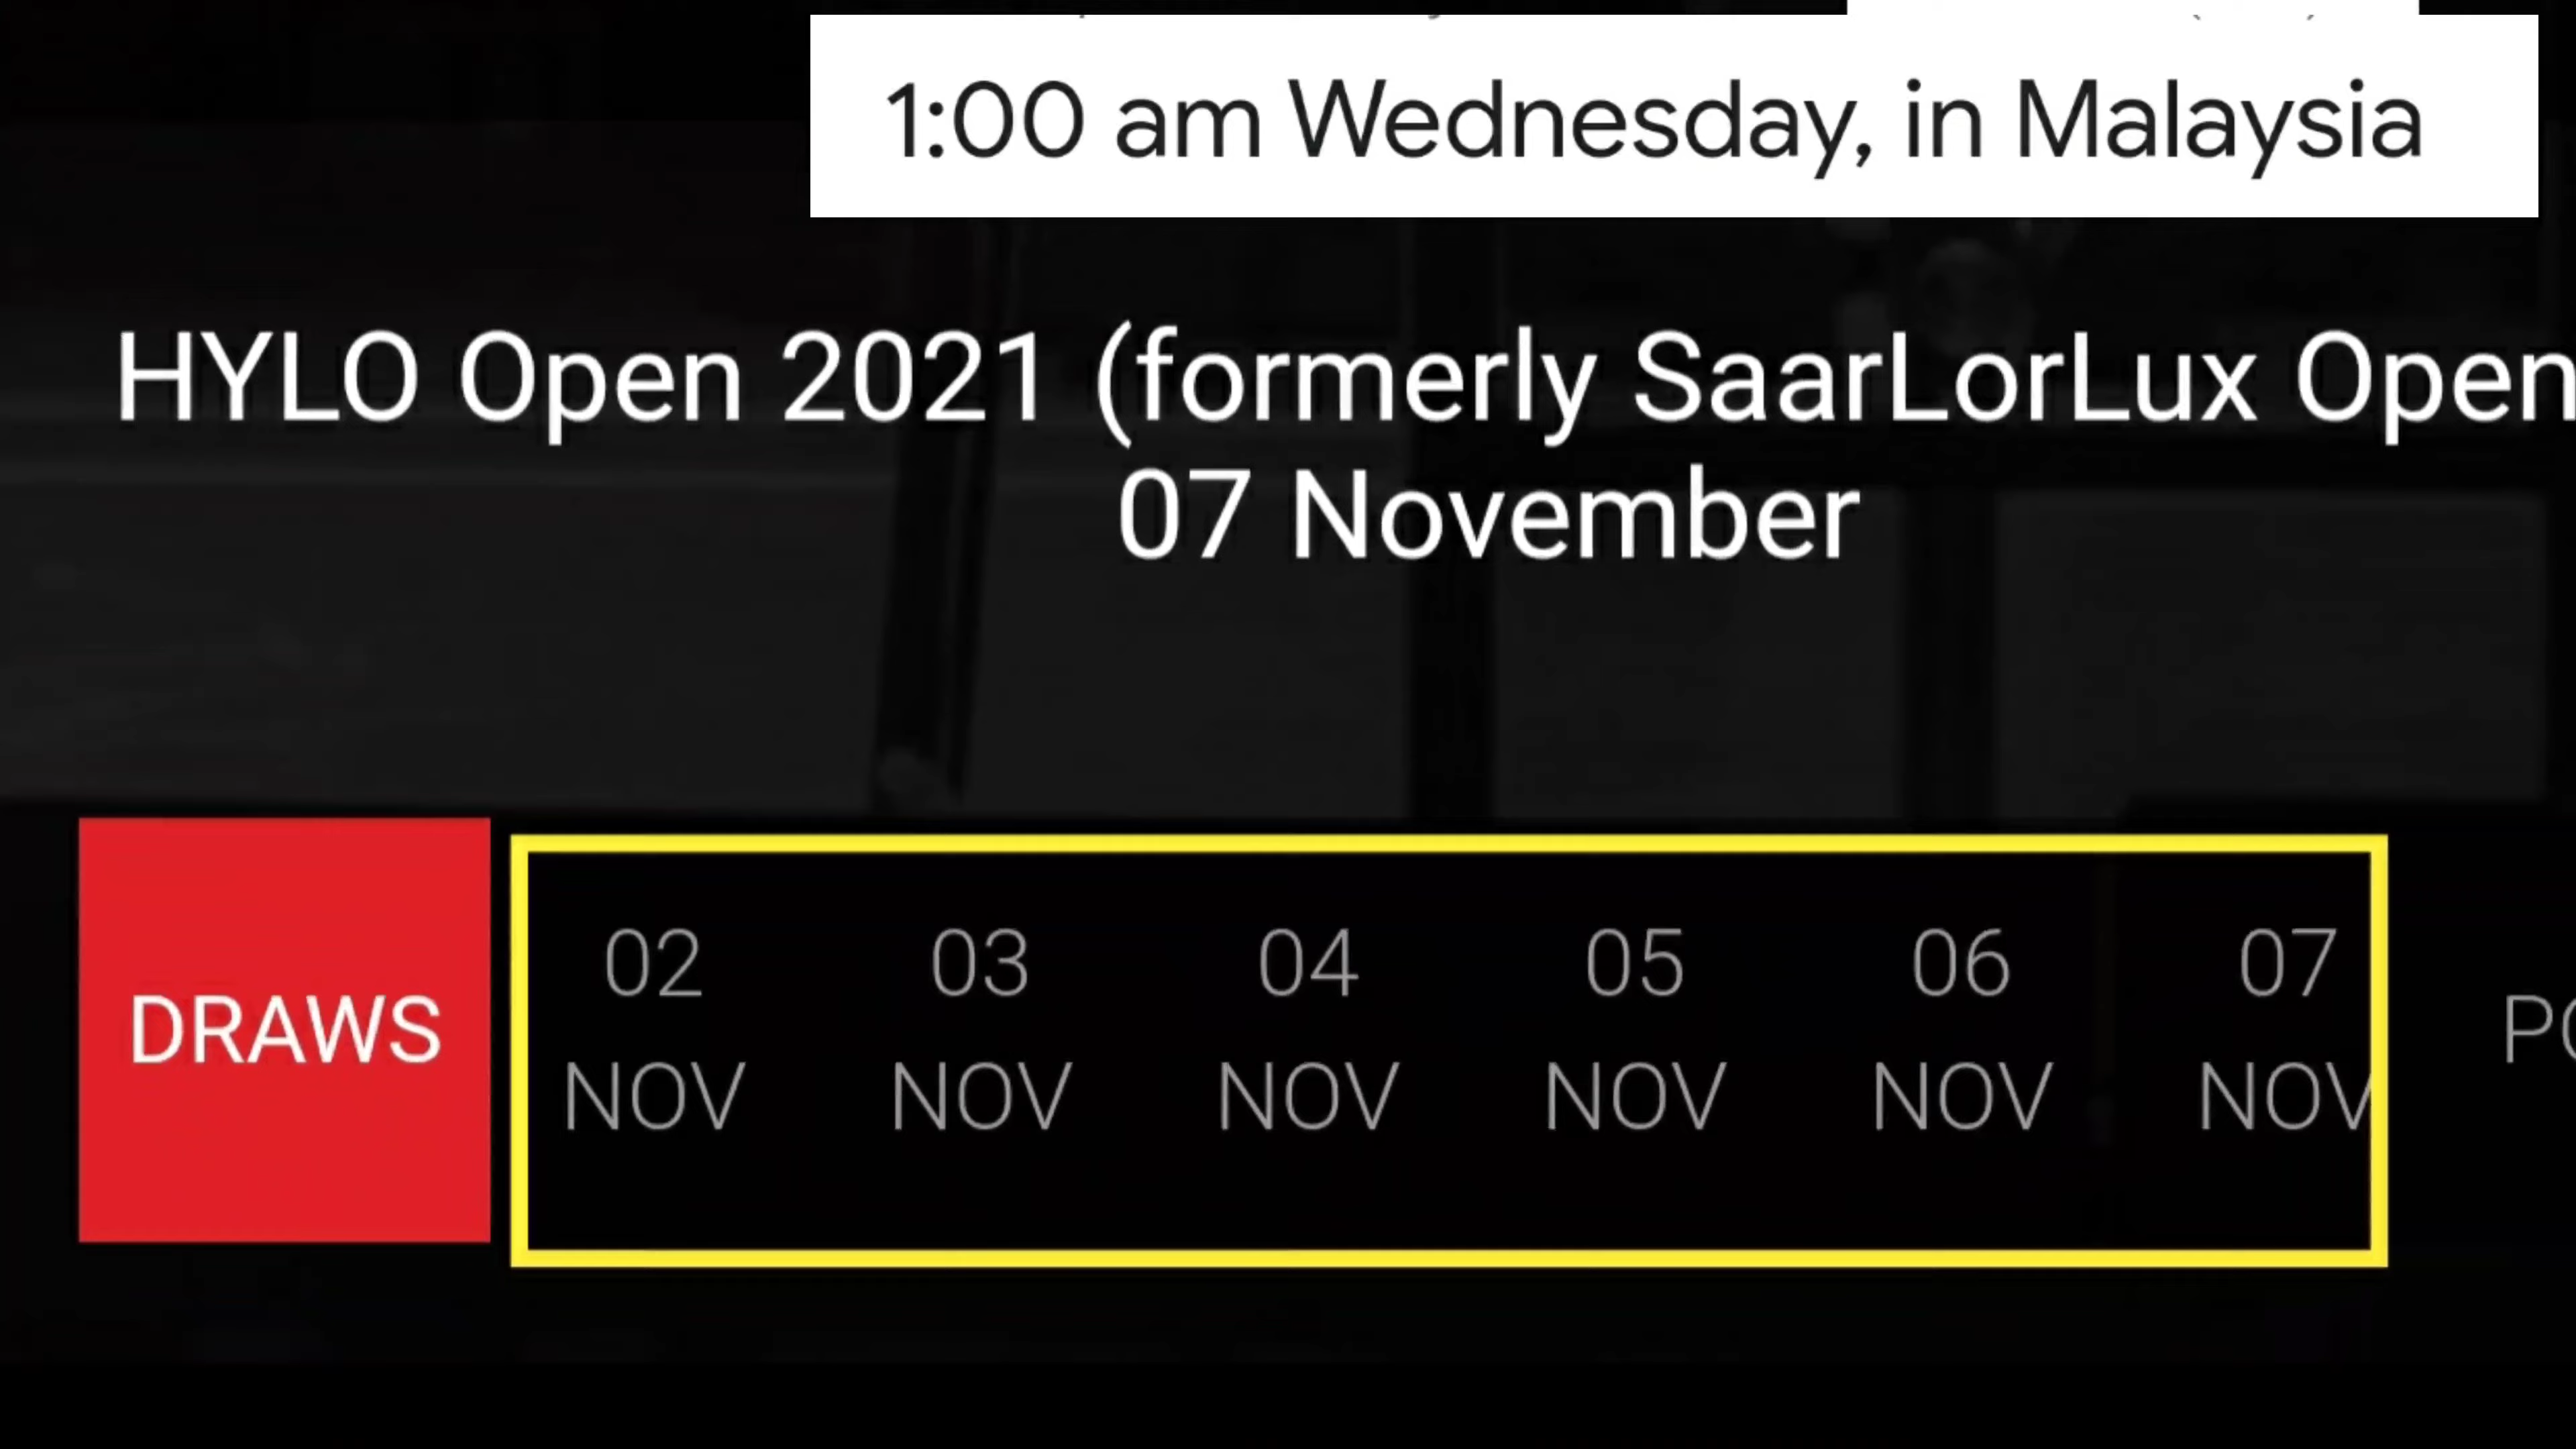 1:00 am Wednesday, in Malaysia
HYLO Open 2021 (formerly SaarLorLux Open
07 November
DRAWS
02 NOV
03 NOV
04 NOV
05 NOV
06 NOV
07 NOV